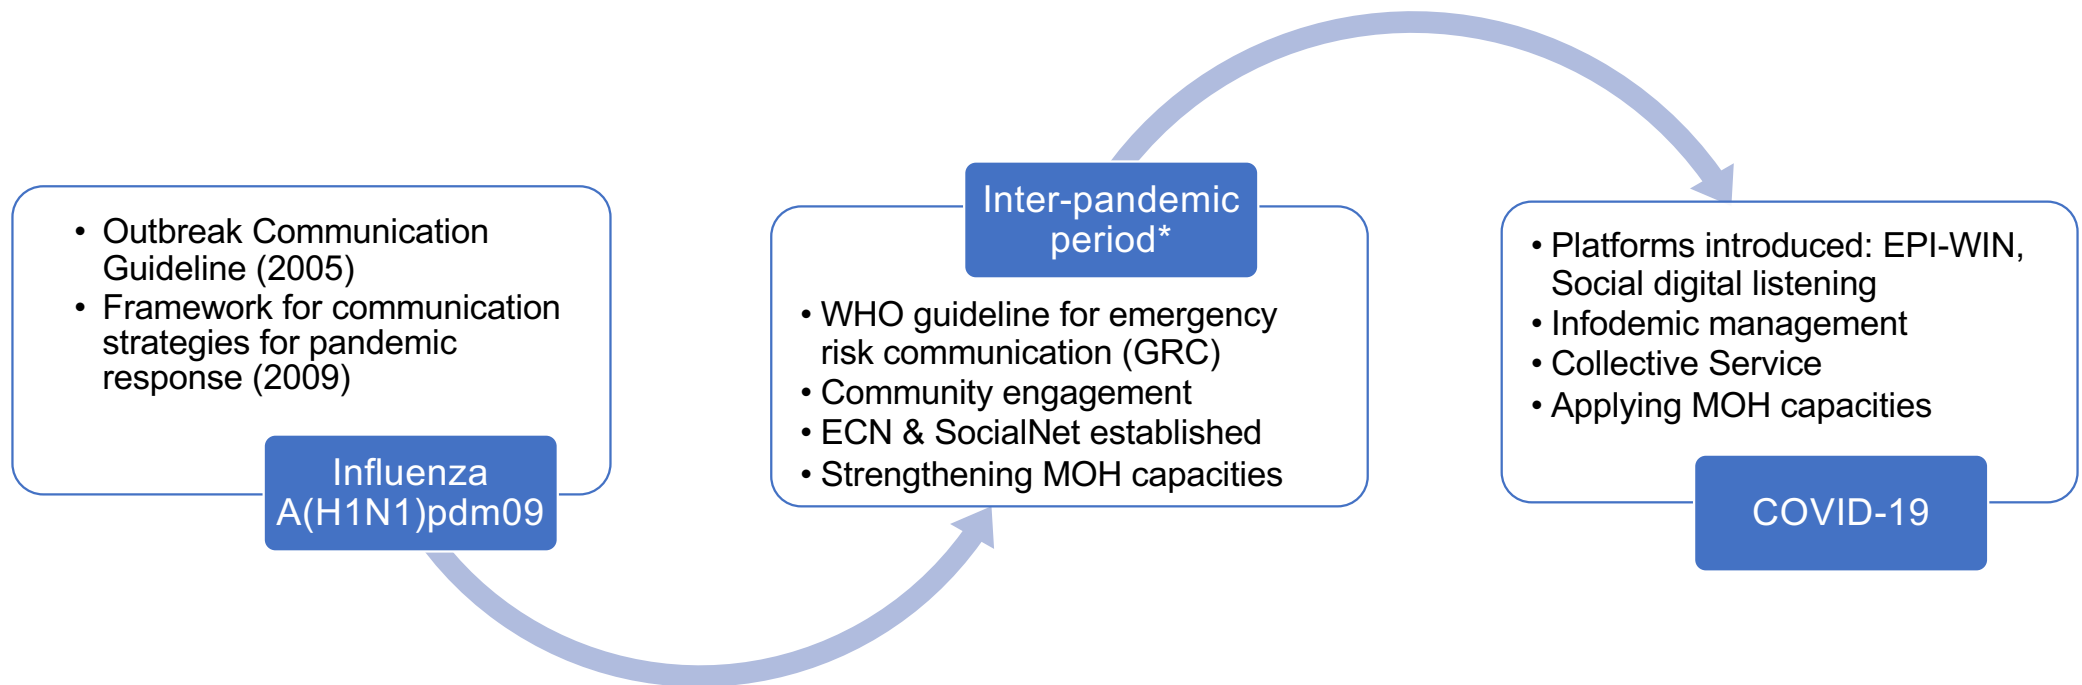 • Outbreak Communication
Guideline (2005)
• Framework for communication
strategies for pandemic
response (2009)
Influenza
A(H1N1)pdm09
Inter-pandemic
period*
• WHO guideline for emergency
risk communication (GRC)
• Community engagement
• ECN & SocialNet established
• Strengthening MOH capacities
• Platforms introduced: EPI-WIN,
Social digital listening
• Infodemic management
• Collective Service
• Applying MOH capacities
COVID-19